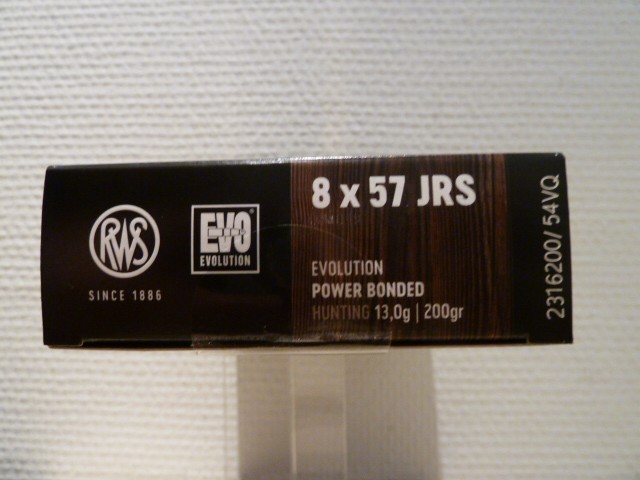 RWS
SINCE 1886
EVO
EVOLUTION
8 x 57 JRS
EVOLUTION
POWER BONDED
HUNTING 13,0g | 200gr
2316200/ 54VQ